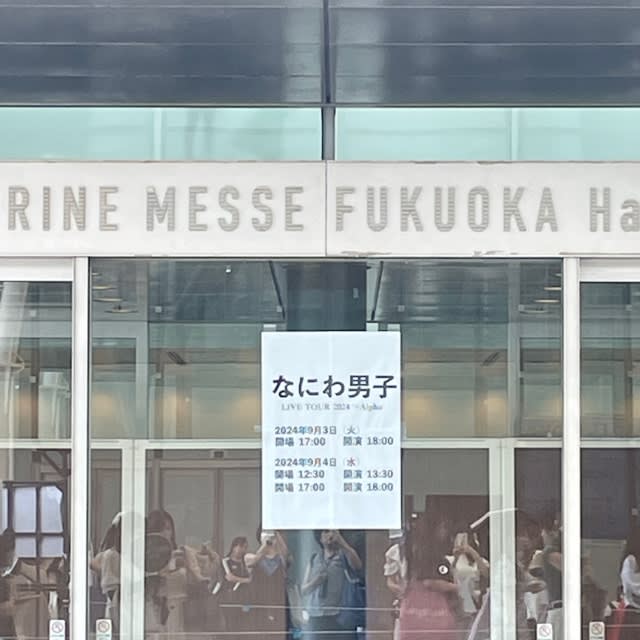 RINE MESSE FUKUOKA Ha
なにわ男子
LIVE TOUR 2024 '+Alpha'
2024年9月3日（火）
開場 17:00 開演 18:00
2024年9月4日（水）
開場 12:30 開演 13:30
開場 17:00 開演 18:00